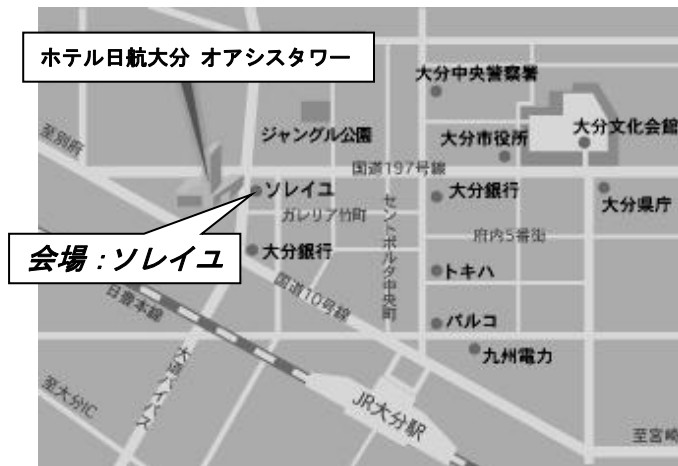 ホテル日航大分 オアシスタワー
大分中央警察署
至別府
ジャングル公園
大分市役所
大分文化会館
国道197号線
ソレイユ
ガレリア竹町
セントポルタ中央町
大分銀行
大分県庁
会場：ソレイユ
大分銀行
府内5番街
トキハ
国道10号線
日豊本線
パルコ
九州電力
大道バイパス
至大分IC
JR大分駅
至宮崎